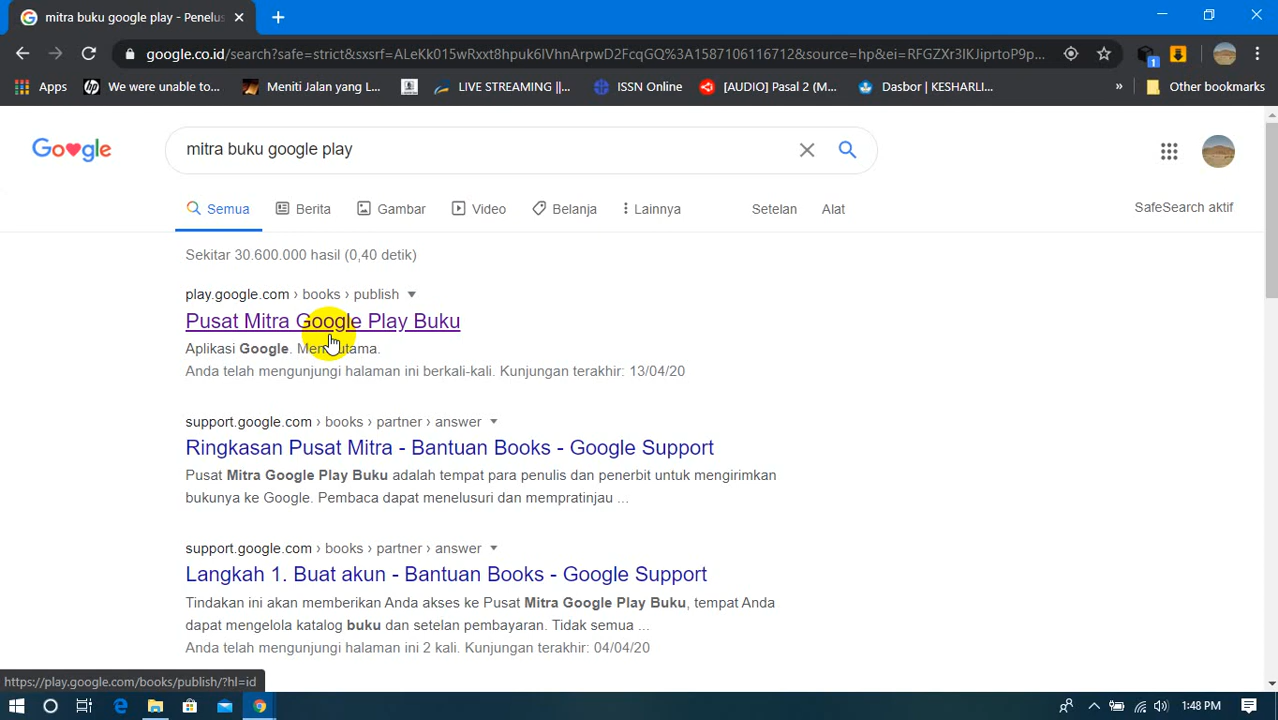 mitra buku google play - Penelus
google.co.id/search?safe=strict&sxsrf=ALeKk015wRxxt8hpuk6lVhnArpwD2FcqGQ%3A1587106116712&source=hp&ei=RFGZXr3IKJiprtoP9p...
1
Apps We were unable to... Meniti Jalan yang L... LIVE STREAMING ||... ISSN Online [AUDIO] Pasal 2 (M... Dasbor | KESHARLI... » Other bookmarks
Google mitra buku google play
Semua Berita Gambar Video Belanja Lainnya Setelan Alat SafeSearch aktif
Sekitar 30.600.000 hasil (0,40 detik)
play.google.com › books › publish
Pusat Mitra Google Play Buku
Aplikasi Google. Menu utama.
Anda telah mengunjungi halaman ini berkali-kali. Kunjungan terakhir: 13/04/20
support.google.com › books › partner › answer
Ringkasan Pusat Mitra - Bantuan Books - Google Support
Pusat Mitra Google Play Buku adalah tempat para penulis dan penerbit untuk mengirimkan
bukunya ke Google. Pembaca dapat menelusuri dan mempratinjau ...
support.google.com › books › partner › answer
Langkah 1. Buat akun - Bantuan Books - Google Support
Tindakan ini akan memberikan Anda akses ke Pusat Mitra Google Play Buku, tempat Anda
dapat mengelola katalog buku dan setelan pembayaran. Tidak semua ...
Anda telah mengunjungi halaman ini 2 kali. Kunjungan terakhir: 04/04/20
https://play.google.com/books/publish/?hl=id
1:48 PM